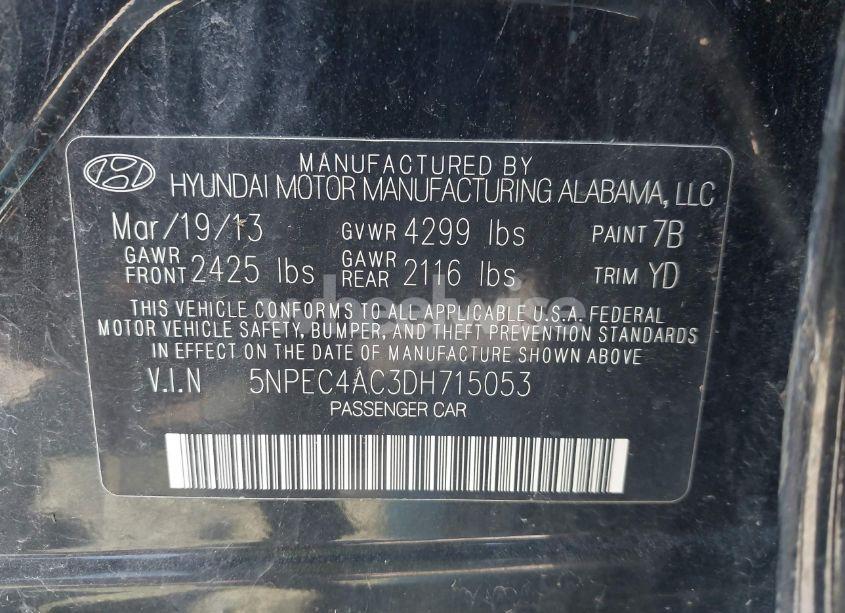 MANUFACTURED BY
HYUNDAI MOTOR MANUFACTURING ALABAMA, LLC
Mar/19/13 GVWR 4299 lbs PAINT 7B
GAWR FRONT 2425 lbs GAWR REAR 2116 lbs TRIM YD
THIS VEHICLE CONFORMS TO ALL APPLICABLE U.S.A. FEDERAL
MOTOR VEHICLE SAFETY, BUMPER, AND THEFT PREVENTION STANDARDS
IN EFFECT ON THE DATE OF MANUFACTURE SHOWN ABOVE
V.I.N 5NPEC4AC3DH715053
PASSENGER CAR